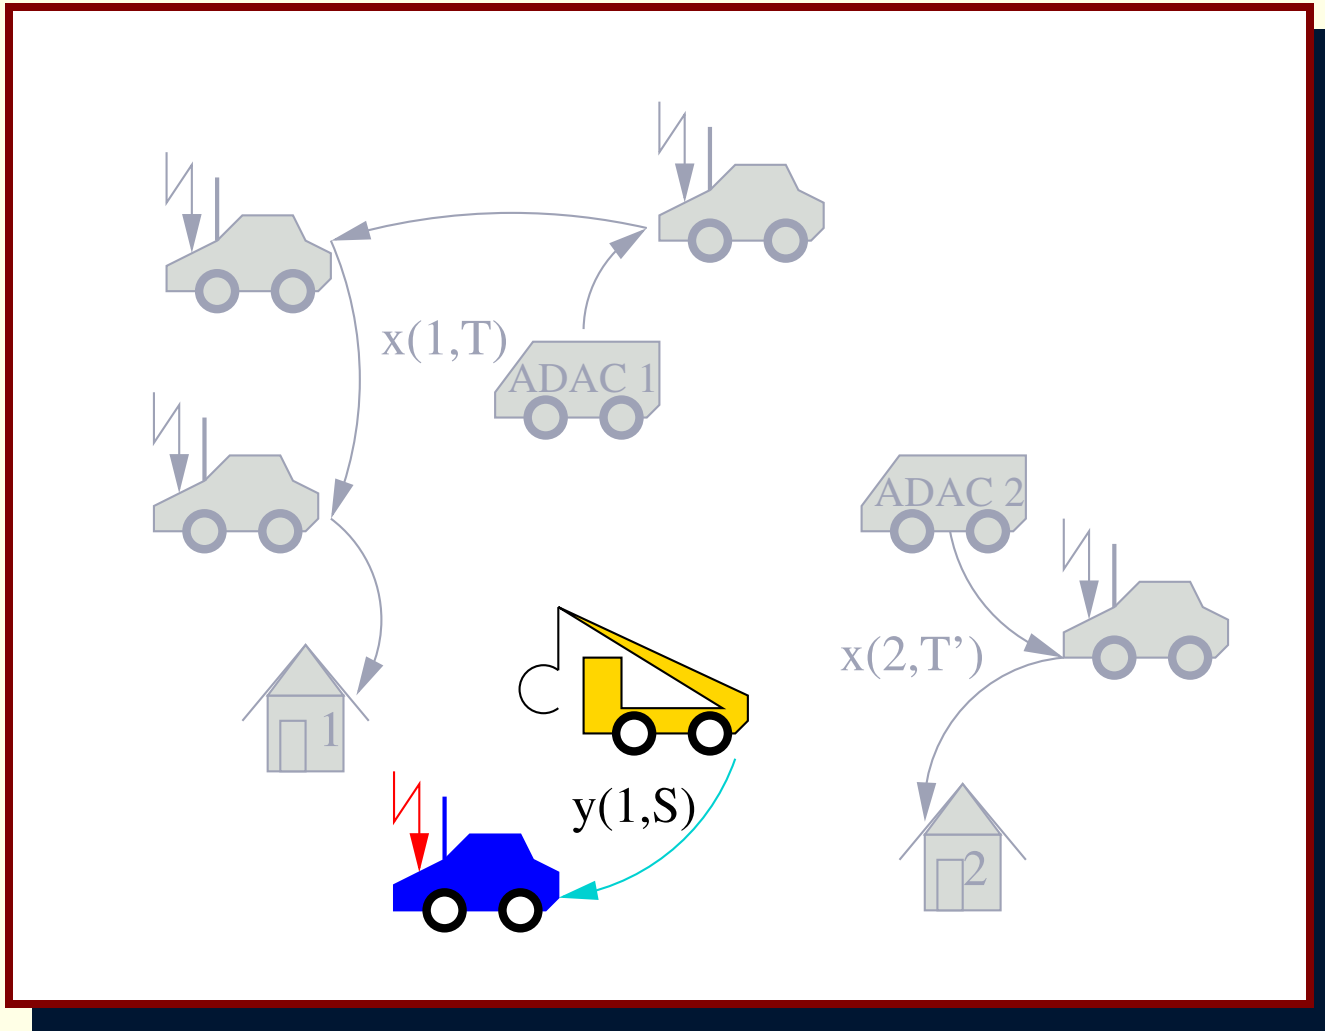 x(1,T)
ADAC 1
ADAC 2
x(2,T’)
1
y(1,S)
2